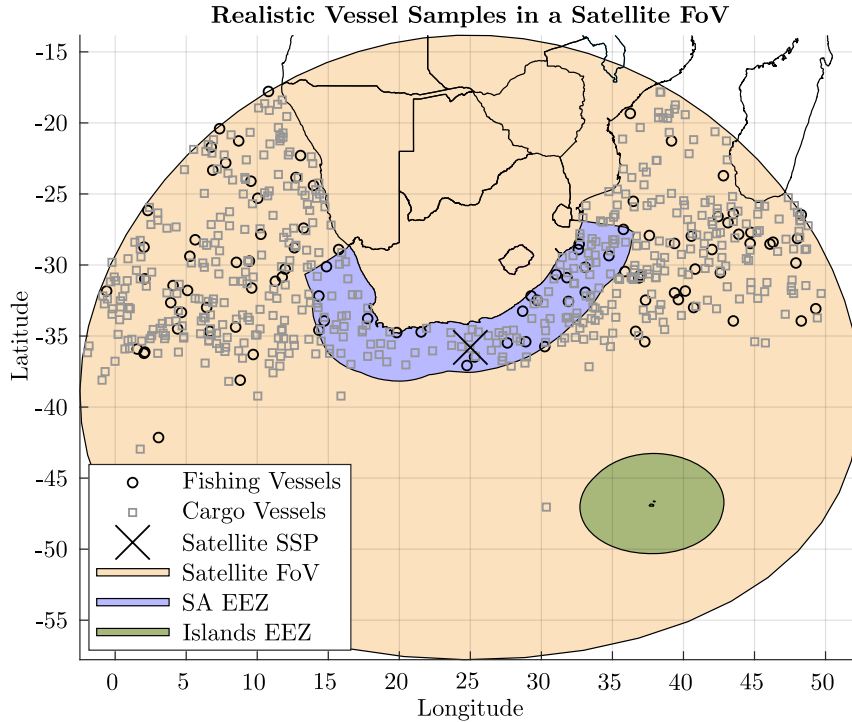 Realistic Vessel Samples in a Satellite FoV
-15
-20
-25
-30
-35
-40
-45
-50
-55
Latitude
Fishing Vessels
Cargo Vessels
Satellite SSP
Satellite FoV
SA EEZ
Islands EEZ
0 5 10 15 20 25 30 35 40 45 50
Longitude